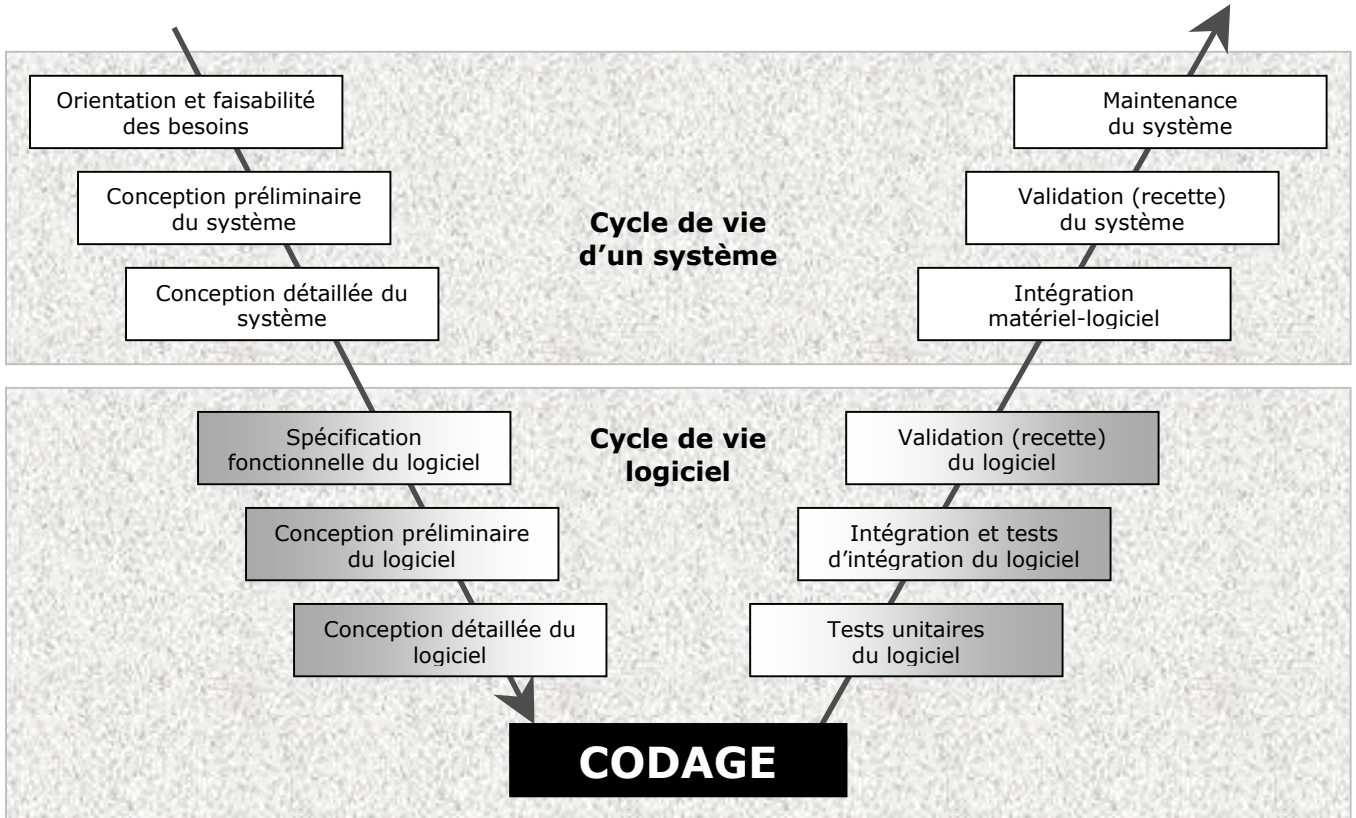 Orientation et faisabilité
des besoins
Conception préliminaire
du système
Conception détaillée du
système
Cycle de vie
d'un système
Maintenance
du système
Validation (recette)
du système
Intégration
matériel-logiciel
Spécification
fonctionnelle du logiciel
Conception préliminaire
du logiciel
Conception détaillée du
logiciel
Cycle de vie
logiciel
Validation (recette)
du logiciel
Intégration et tests
d'intégration du logiciel
Tests unitaires
du logiciel
CODAGE